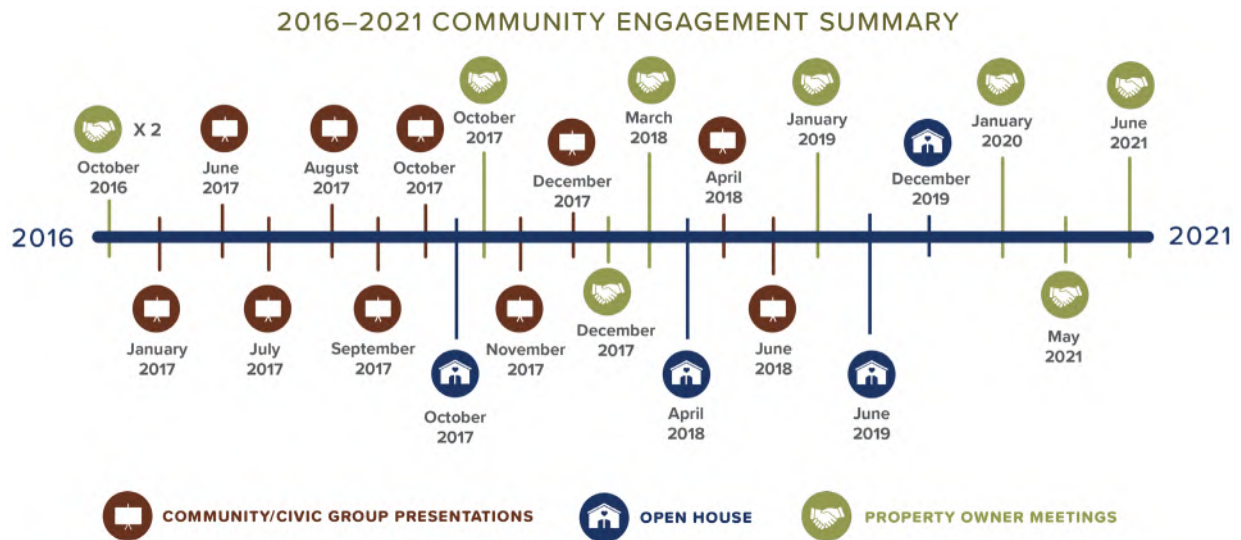 2016–2021 COMMUNITY ENGAGEMENT SUMMARY
X 2
October
2016
January
2017
June
2017
July
2017
August
2017
September
2017
October
2017
October
2017
October
2017
November
2017
December
2017
December
2017
March
2018
April
2018
April
2018
June
2018
January
2019
June
2019
December
2019
January
2020
May
2021
June
2021
2016
2021
COMMUNITY/CIVIC GROUP PRESENTATIONS
OPEN HOUSE
PROPERTY OWNER MEETINGS